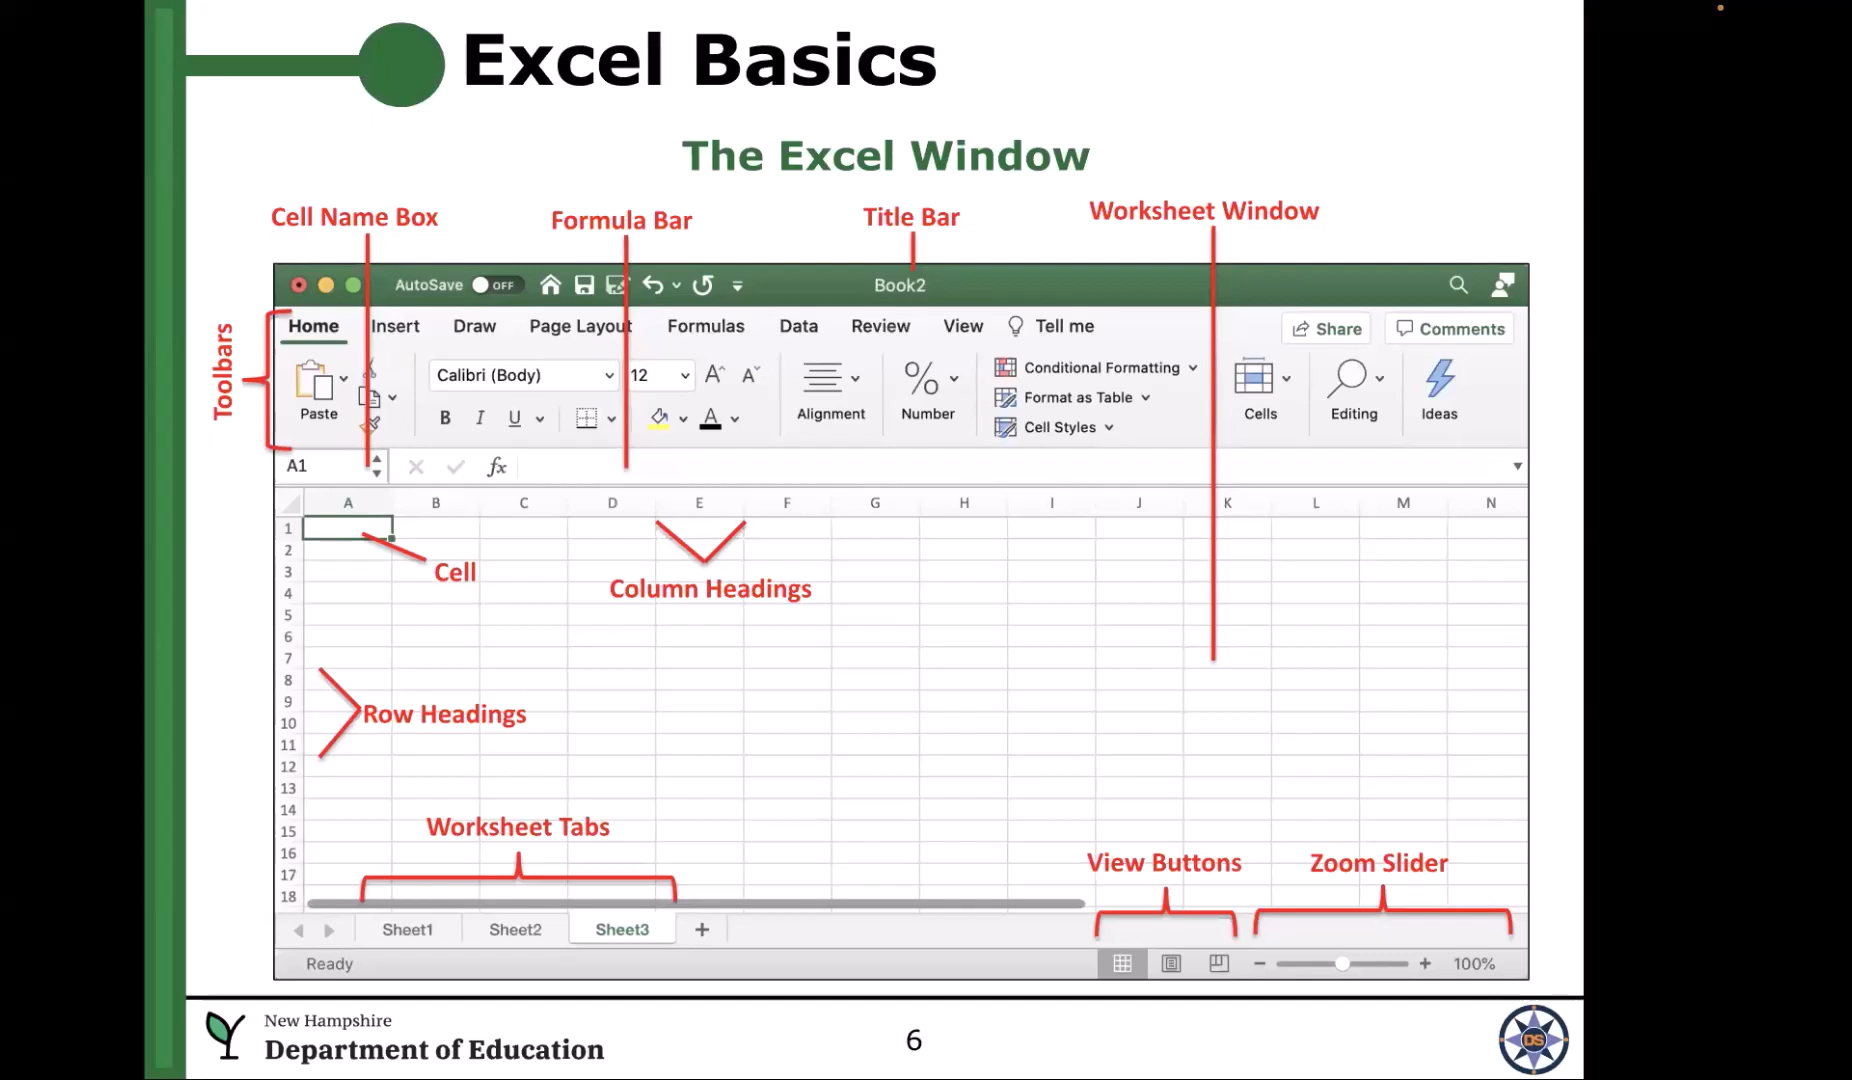 Excel Basics
The Excel Window
Cell Name Box
Formula Bar
Title Bar
Worksheet Window
AutoSave OFF
Book2
Toolbars
Home Insert Draw Page Layout Formulas Data Review View Tell me Share Comments
Calibri (Body) 12 A^ A˅
Conditional Formatting
Format as Table
Cell Styles
Paste
B I U A
Alignment
% Number
Cells
Editing
Ideas
A1 fx
A B C D E F G H I J K L M N
1
2
3
4
5
6
7
8
9
10
11
12
13
14
15
16
17
18
Cell
Column Headings
Row Headings
Worksheet Tabs
View Buttons
Zoom Slider
Sheet1 Sheet2 Sheet3 +
Ready
− + 100%
New Hampshire
Department of Education
6
DS